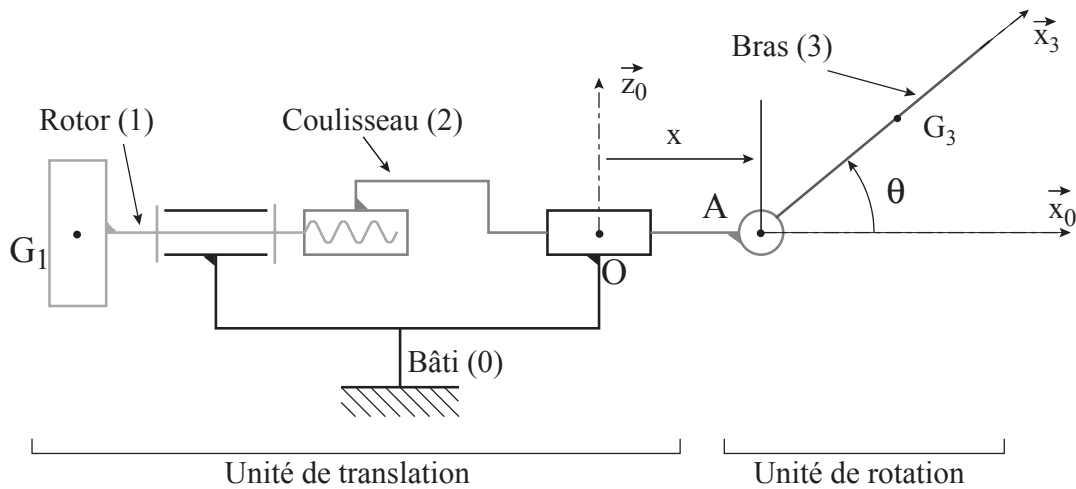 x₃
Bras (3)
z₀
Rotor (1)
Coulisseau (2)
G₃
x
θ
A
x₀
G₁
O
Bâti (0)
Unité de translation
Unité de rotation